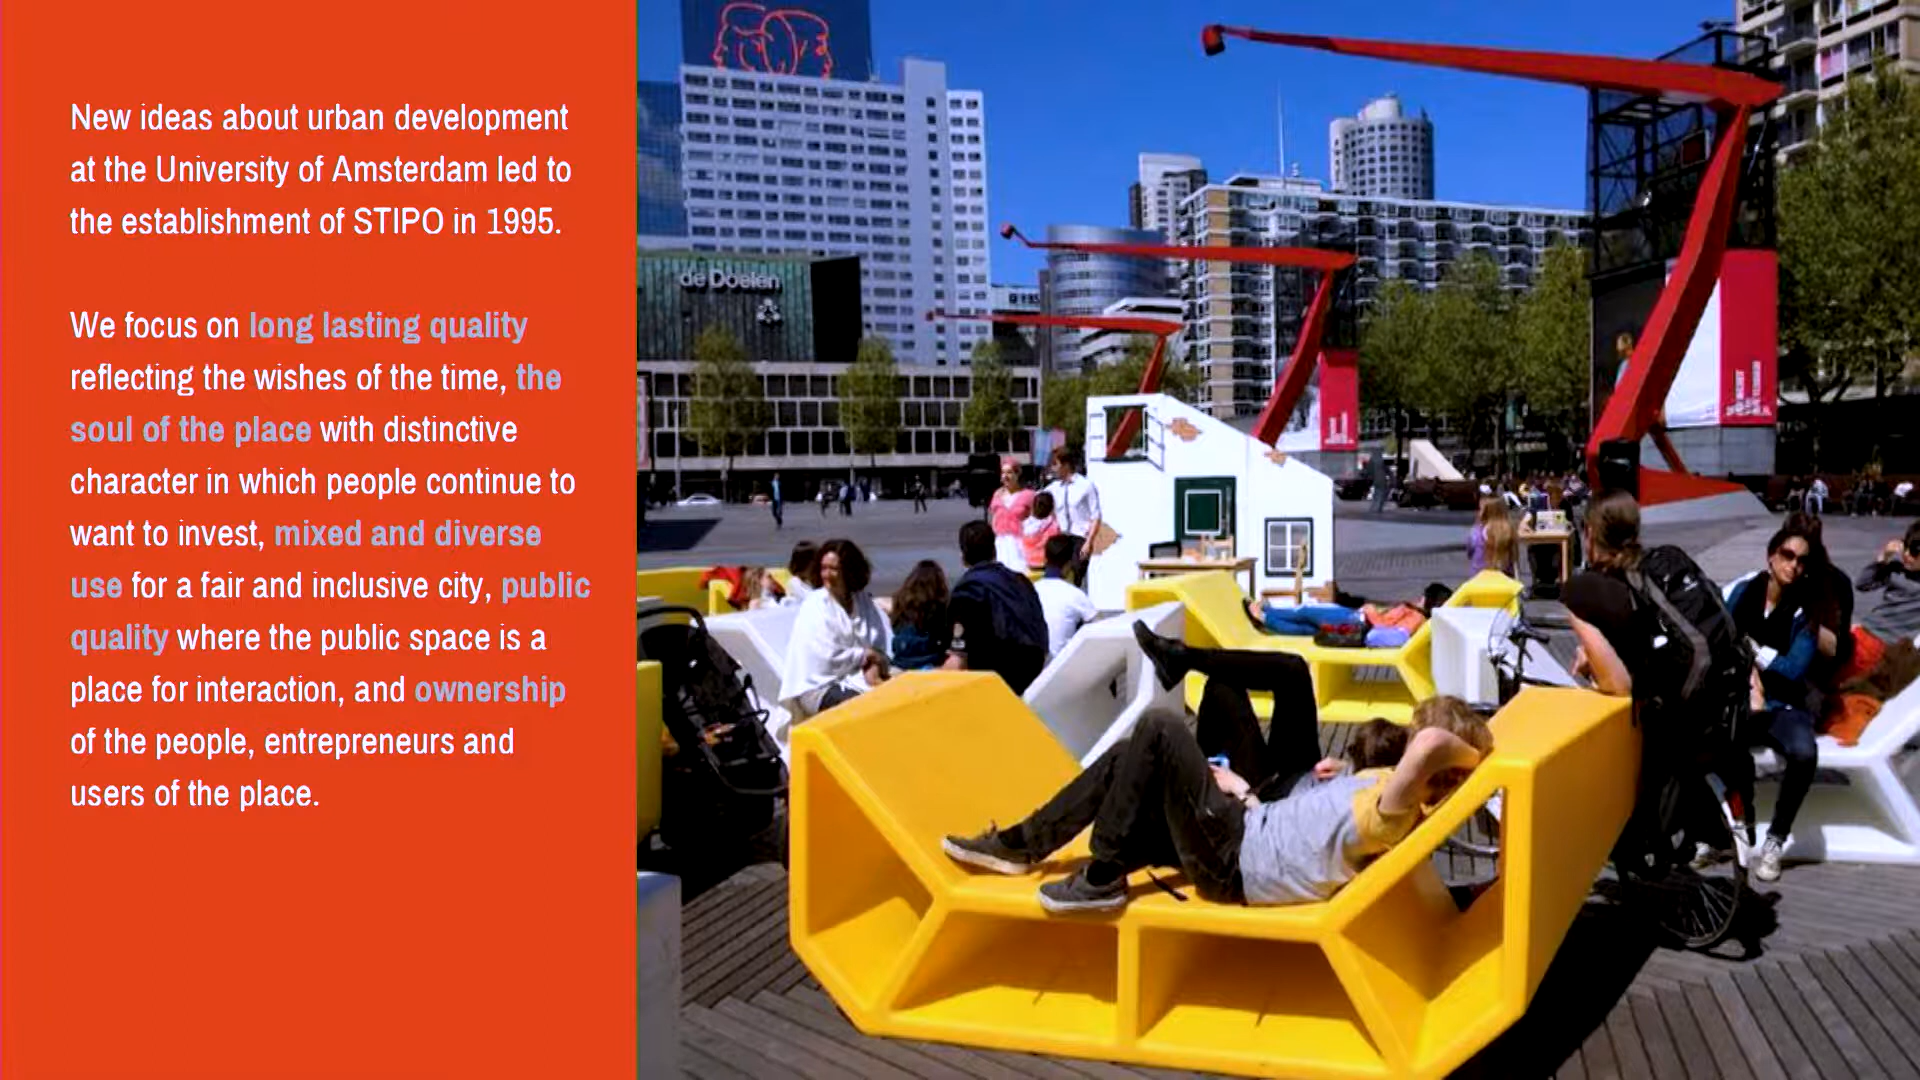 New ideas about urban development
at the University of Amsterdam led to
the establishment of STIPO in 1995.
We focus on long lasting quality
reflecting the wishes of the time, the
soul of the place with distinctive
character in which people continue to
want to invest, mixed and diverse
use for a fair and inclusive city, public
quality where the public space is a
place for interaction, and ownership
of the people, entrepreneurs and
users of the place.
de Doelen